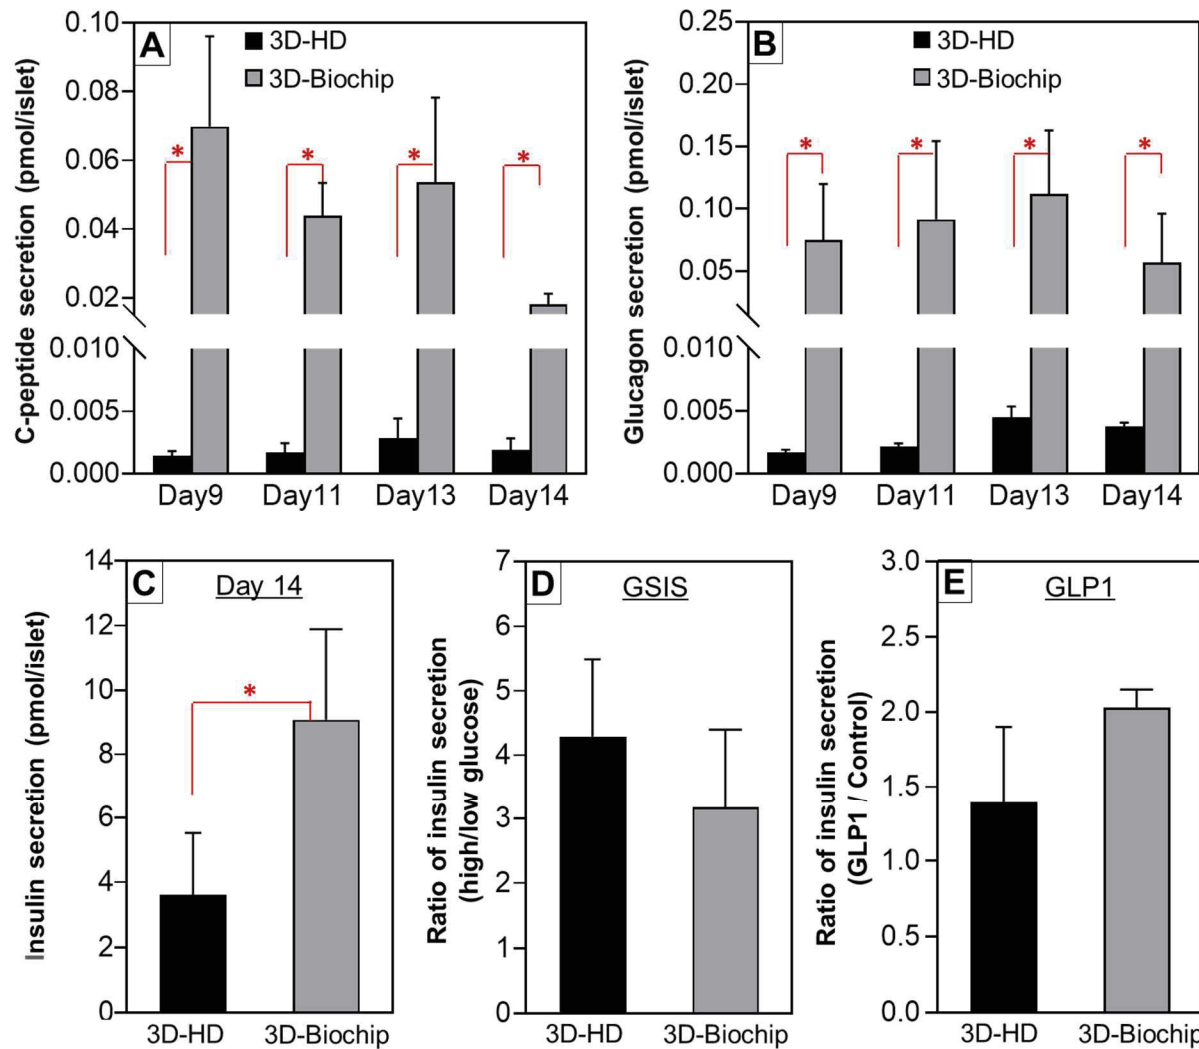 A
3D-HD
3D-Biochip
C-peptide secretion (pmol/islet)
0.10
0.08
0.06
0.04
0.02
0.010
0.005
0.000
* * * *
Day9 Day11 Day13 Day14
B
3D-HD
3D-Biochip
Glucagon secretion (pmol/islet)
0.25
0.20
0.15
0.10
0.05
0.010
0.005
0.000
* * * *
Day9 Day11 Day13 Day14
C
Day 14
Insulin secretion (pmol/islet)
14
12
10
8
6
4
2
0
*
3D-HD 3D-Biochip
D
GSIS
Ratio of insulin secretion
(high/low glucose)
7
6
5
4
3
2
1
0
3D-HD 3D-Biochip
E
GLP1
Ratio of insulin secretion
(GLP1 / Control)
3.0
2.5
2.0
1.5
1.0
0.5
0.0
3D-HD 3D-Biochip